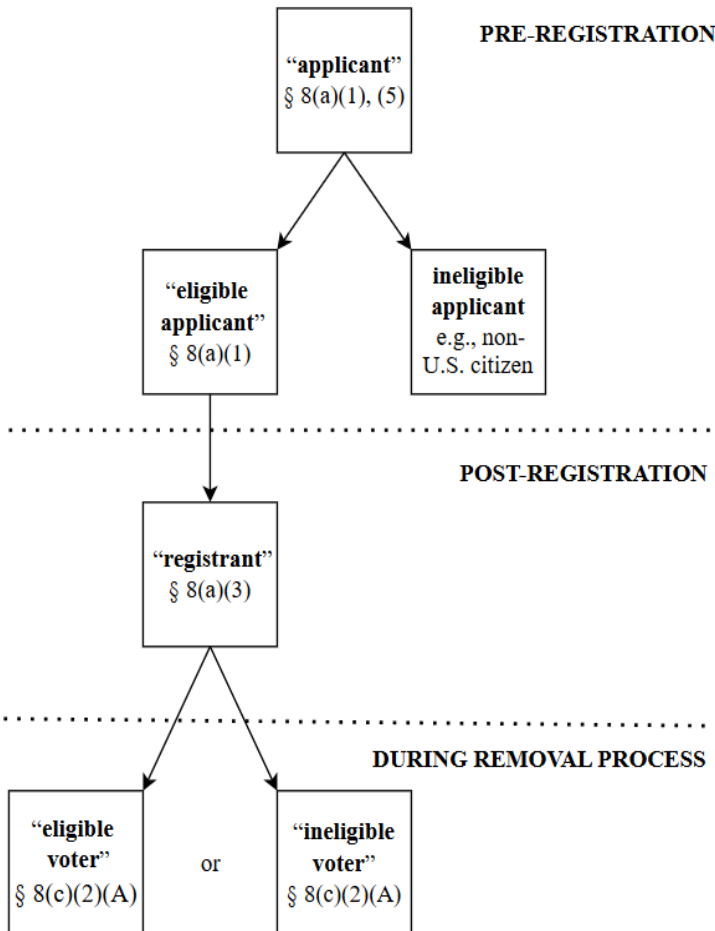 PRE-REGISTRATION
“applicant”
§ 8(a)(1), (5)
“eligible
applicant”
§ 8(a)(1)
ineligible
applicant
e.g., non-
U.S. citizen
POST-REGISTRATION
“registrant”
§ 8(a)(3)
DURING REMOVAL PROCESS
“eligible
voter”
§ 8(c)(2)(A)
or
“ineligible
voter”
§ 8(c)(2)(A)